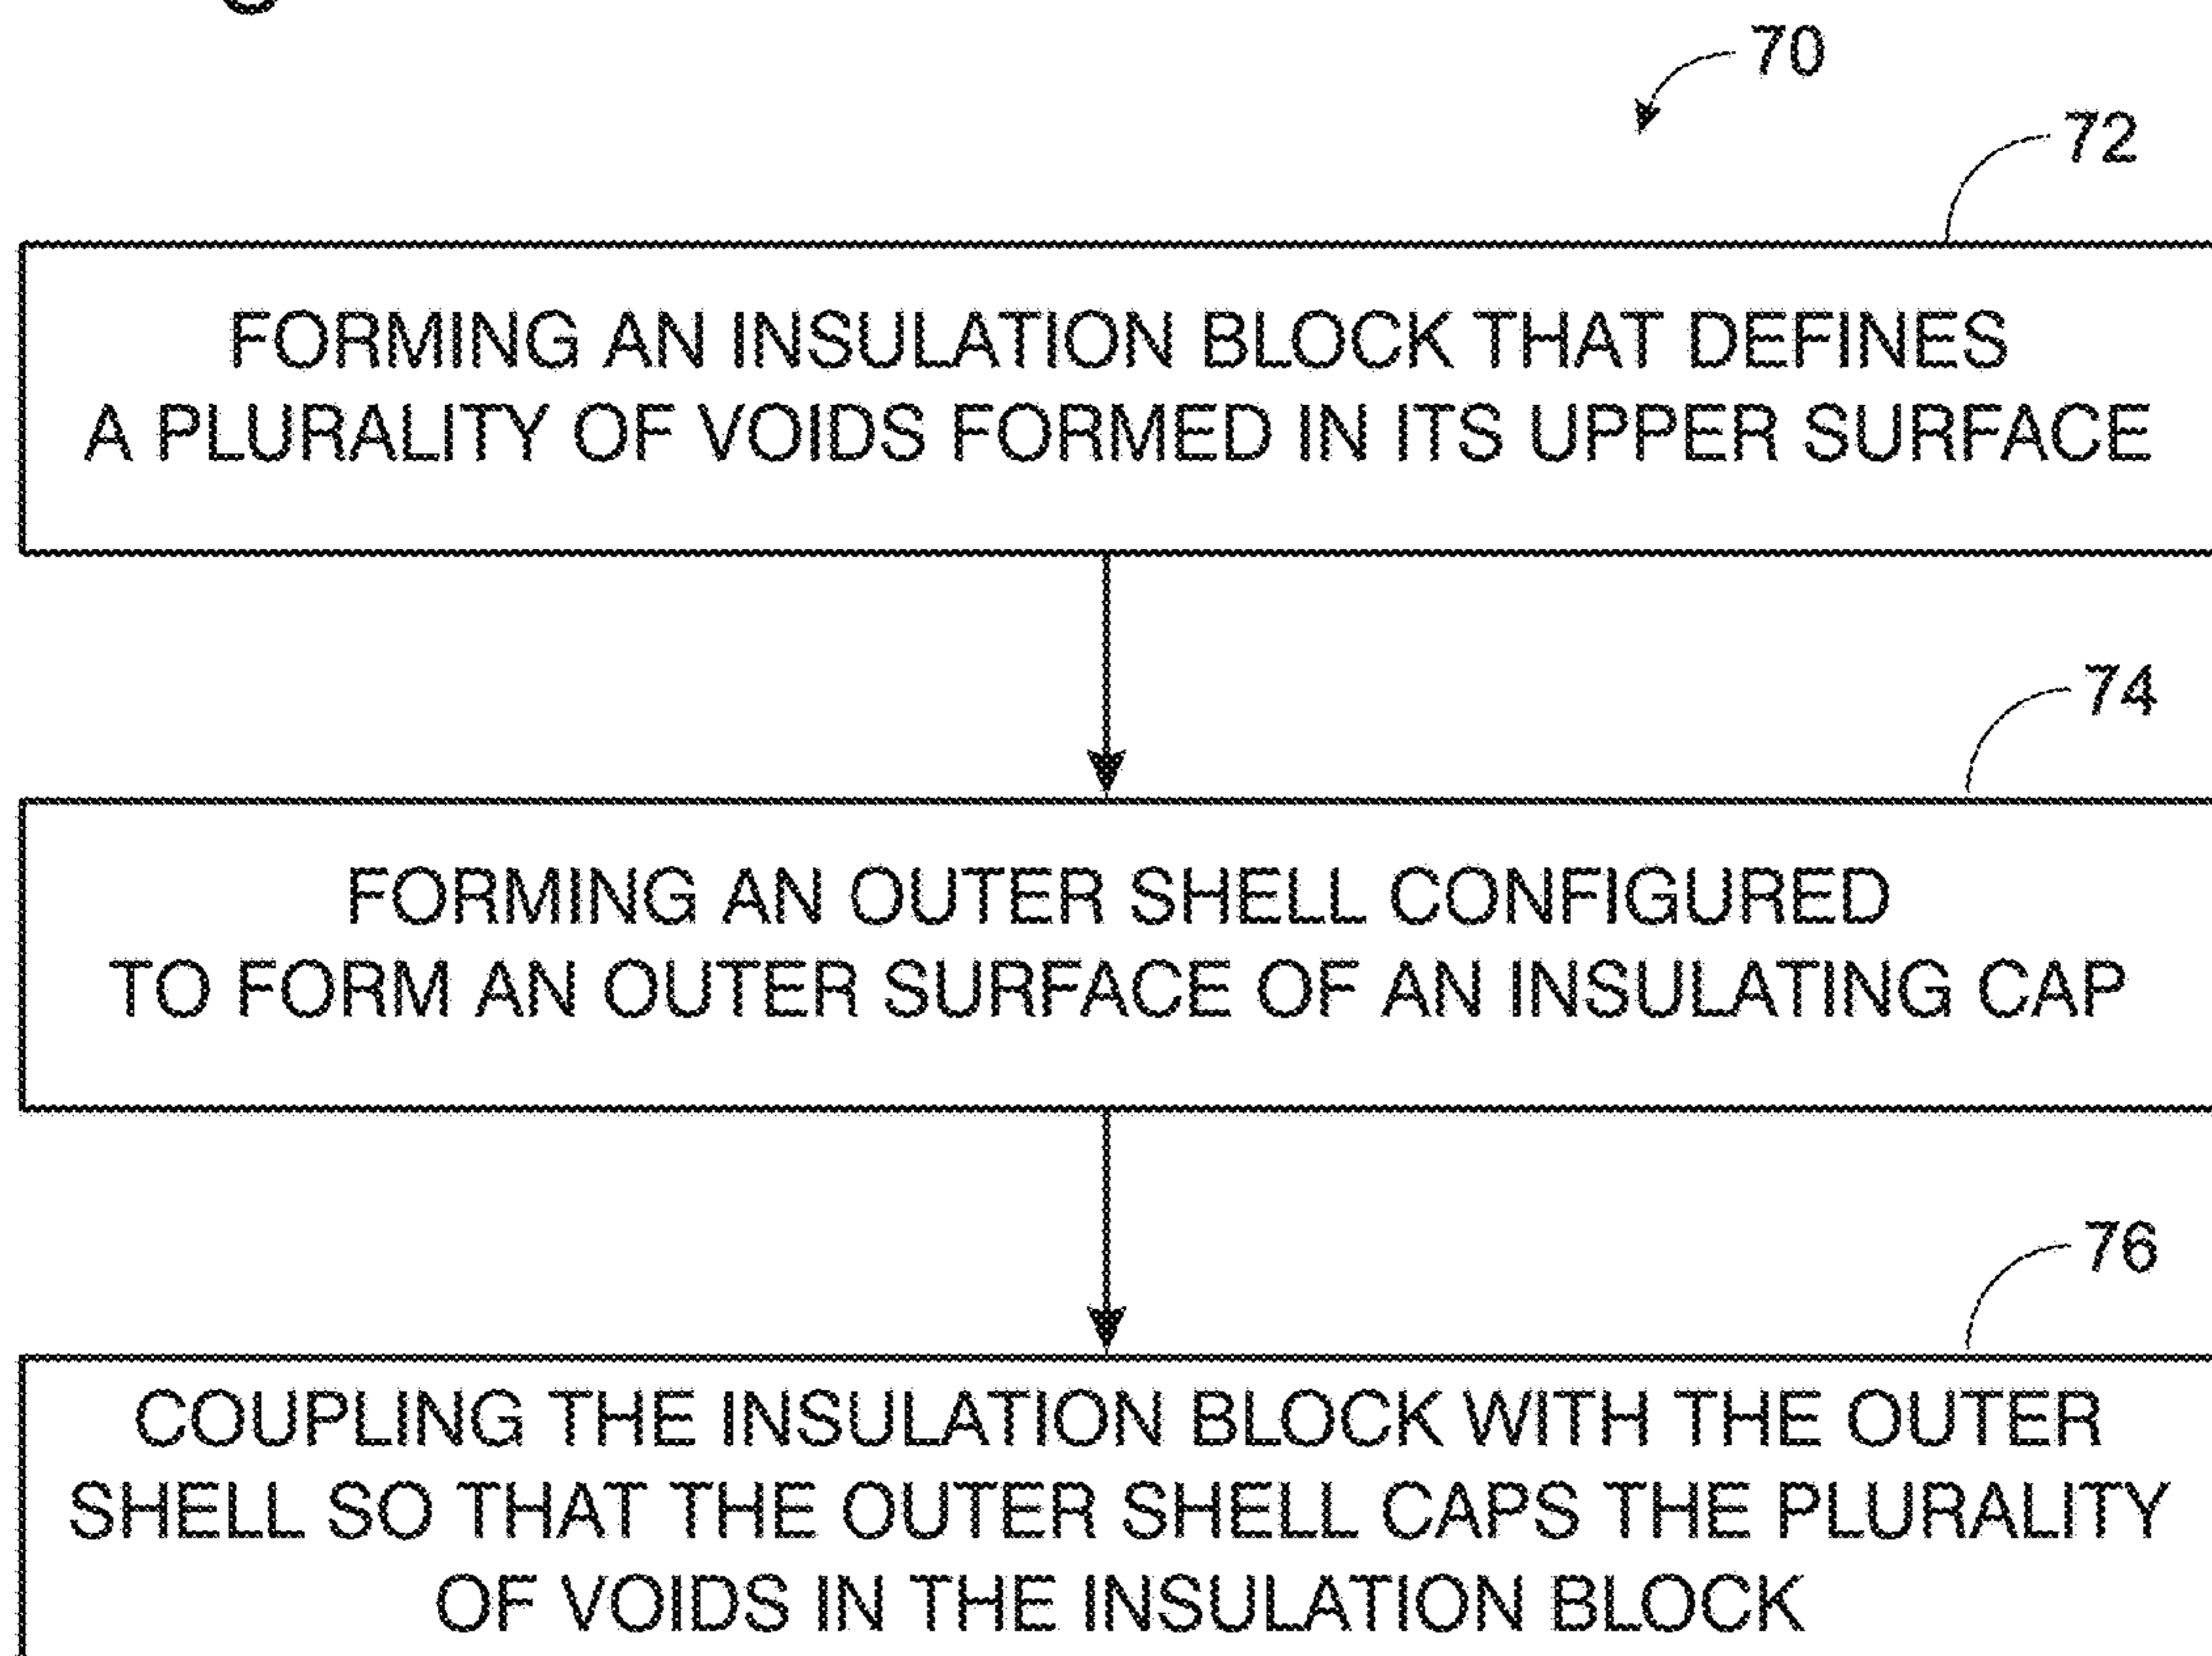 70
72
FORMING AN INSULATION BLOCK THAT DEFINES
A PLURALITY OF VOIDS FORMED IN ITS UPPER SURFACE
74
FORMING AN OUTER SHELL CONFIGURED
TO FORM AN OUTER SURFACE OF AN INSULATING CAP
76
COUPLING THE INSULATION BLOCK WITH THE OUTER
SHELL SO THAT THE OUTER SHELL CAPS THE PLURALITY
OF VOIDS IN THE INSULATION BLOCK